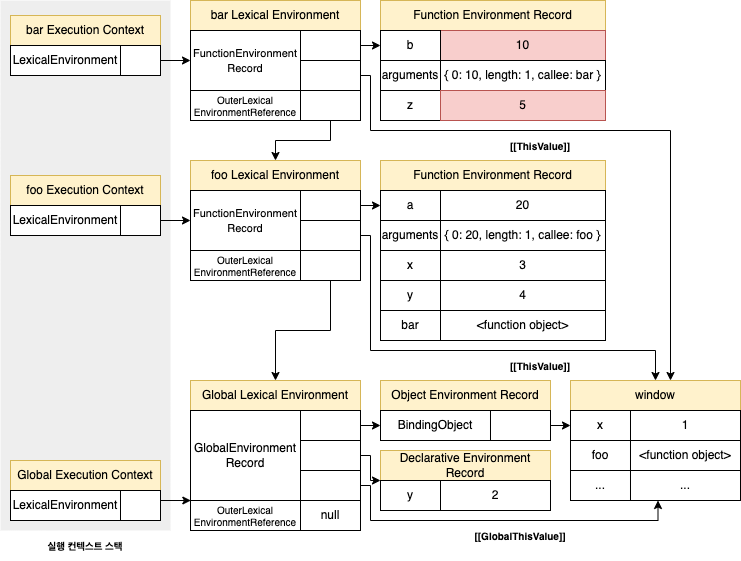 bar Execution Context
LexicalEnvironment
bar Lexical Environment
FunctionEnvironment
Record
OuterLexical
EnvironmentReference
Function Environment Record
b
10
arguments
{ 0: 10, length: 1, callee: bar }
z
5
[[ThisValue]]
foo Execution Context
LexicalEnvironment
foo Lexical Environment
FunctionEnvironment
Record
OuterLexical
EnvironmentReference
Function Environment Record
a
20
arguments
{ 0: 20, length: 1, callee: foo }
x
3
y
4
bar
<function object>
[[ThisValue]]
Global Execution Context
LexicalEnvironment
Global Lexical Environment
GlobalEnvironment
Record
OuterLexical
EnvironmentReference
null
Object Environment Record
BindingObject
Declarative Environment
Record
y
2
window
x
1
foo
<function object>
...
...
[[GlobalThisValue]]
실행 컨텍스트 스택